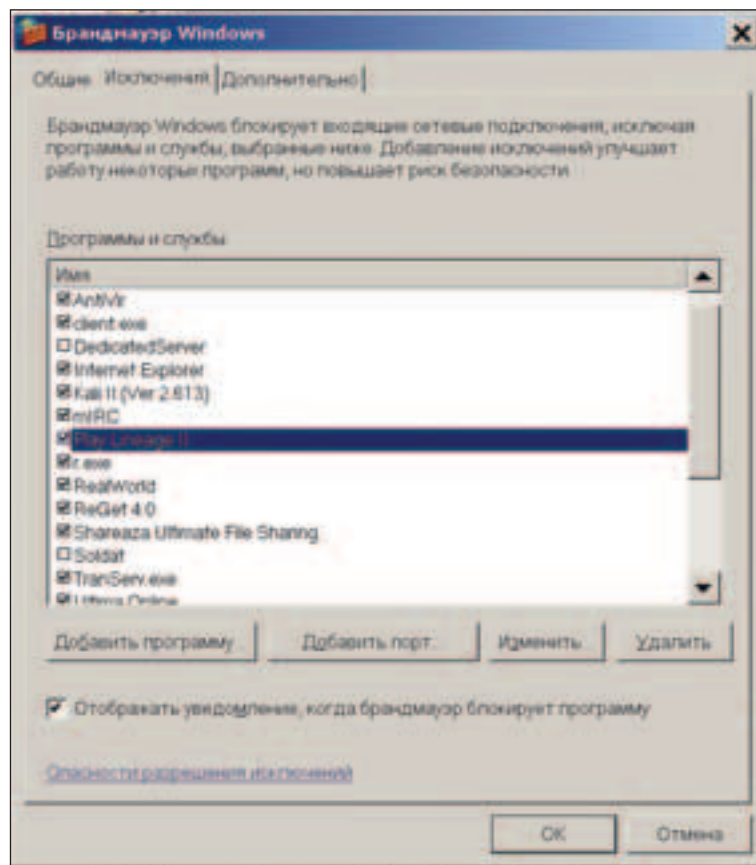 Брандмауэр Windows
Общие Исключения Дополнительно
Брандмауэр Windows блокирует входящие сетевые подключения, исключая
программы и службы, выбранные ниже. Добавление исключений улучшает
работу некоторых программ, но повышает риск безопасности.
Программы и службы
Имя
AntiVir
client.exe
DedicatedServer
Internet Explorer
Kali II (Ver 2.613)
mIRC
Play Lineage II
r.exe
RealWorld
ReGet 4.0
Shareaza Ultimate File Sharing
Soldat
TranServ.exe
Ultima Online
Добавить программу Добавить порт Изменить Удалить
Отображать уведомление, когда брандмауэр блокирует программу
Опасности разрешения исключений
OK Отмена